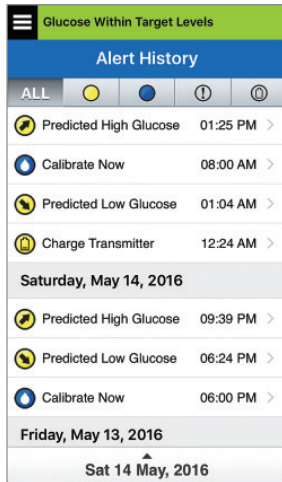 Glucose Within Target Levels
Alert History
ALL
Predicted High Glucose 01:25 PM
Calibrate Now 08:00 AM
Predicted Low Glucose 01:04 AM
Charge Transmitter 12:24 AM
Saturday, May 14, 2016
Predicted High Glucose 09:39 PM
Predicted Low Glucose 06:24 PM
Calibrate Now 06:00 PM
Friday, May 13, 2016
Sat 14 May, 2016